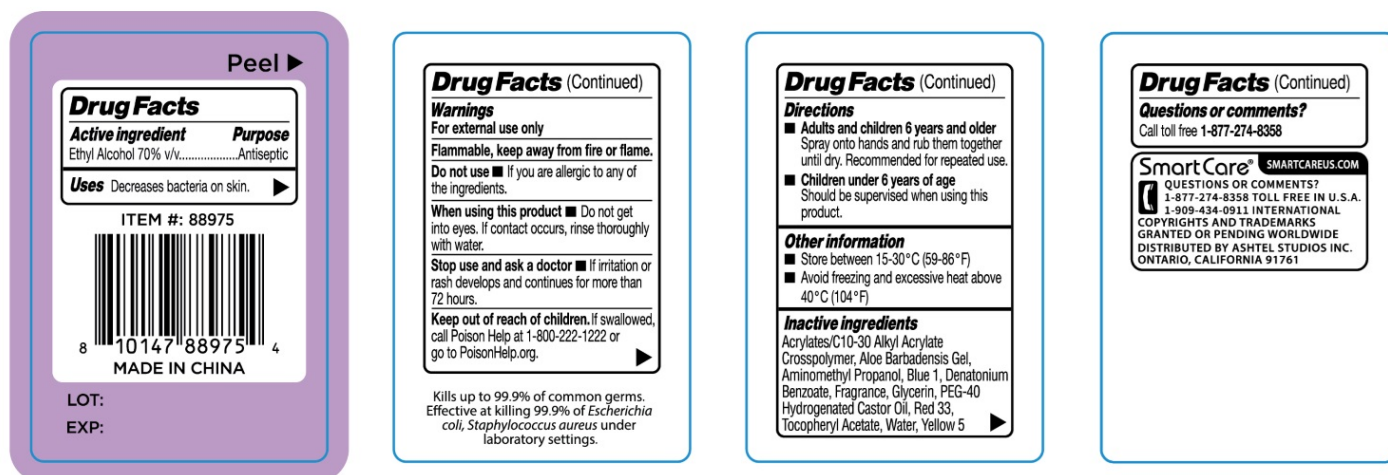 Peel ▶
Drug Facts
Active ingredient Purpose
Ethyl Alcohol 70% v/v...................Antiseptic
Uses Decreases bacteria on skin. ▶
ITEM #: 88975
8 10147 88975 4
MADE IN CHINA
LOT:
EXP:
Drug Facts (Continued)
Warnings
For external use only
Flammable, keep away from fire or flame.
Do not use ■ If you are allergic to any of
the ingredients.
When using this product ■ Do not get
into eyes. If contact occurs, rinse thoroughly
with water.
Stop use and ask a doctor ■ If irritation or
rash develops and continues for more than
72 hours.
Keep out of reach of children. If swallowed,
call Poison Help at 1-800-222-1222 or
go to PoisonHelp.org. ▶
Kills up to 99.9% of common germs.
Effective at killing 99.9% of Escherichia
coli, Staphylococcus aureus under
laboratory settings.
Drug Facts (Continued)
Directions
■ Adults and children 6 years and older
Spray onto hands and rub them together
until dry. Recommended for repeated use.
■ Children under 6 years of age
Should be supervised when using this
product.
Other information
■ Store between 15-30°C (59-86°F)
■ Avoid freezing and excessive heat above
40°C (104°F)
Inactive ingredients
Acrylates/C10-30 Alkyl Acrylate
Crosspolymer, Aloe Barbadensis Gel,
Aminomethyl Propanol, Blue 1, Denatonium
Benzoate, Fragrance, Glycerin, PEG-40
Hydrogenated Castor Oil, Red 33,
Tocopheryl Acetate, Water, Yellow 5 ▶
Drug Facts (Continued)
Questions or comments?
Call toll free 1-877-274-8358
SmartCare® SMARTCAREUS.COM
QUESTIONS OR COMMENTS?
1-877-274-8358 TOLL FREE IN U.S.A.
1-909-434-0911 INTERNATIONAL
COPYRIGHTS AND TRADEMARKS
GRANTED OR PENDING WORLDWIDE
DISTRIBUTED BY ASHTEL STUDIOS INC.
ONTARIO, CALIFORNIA 91761